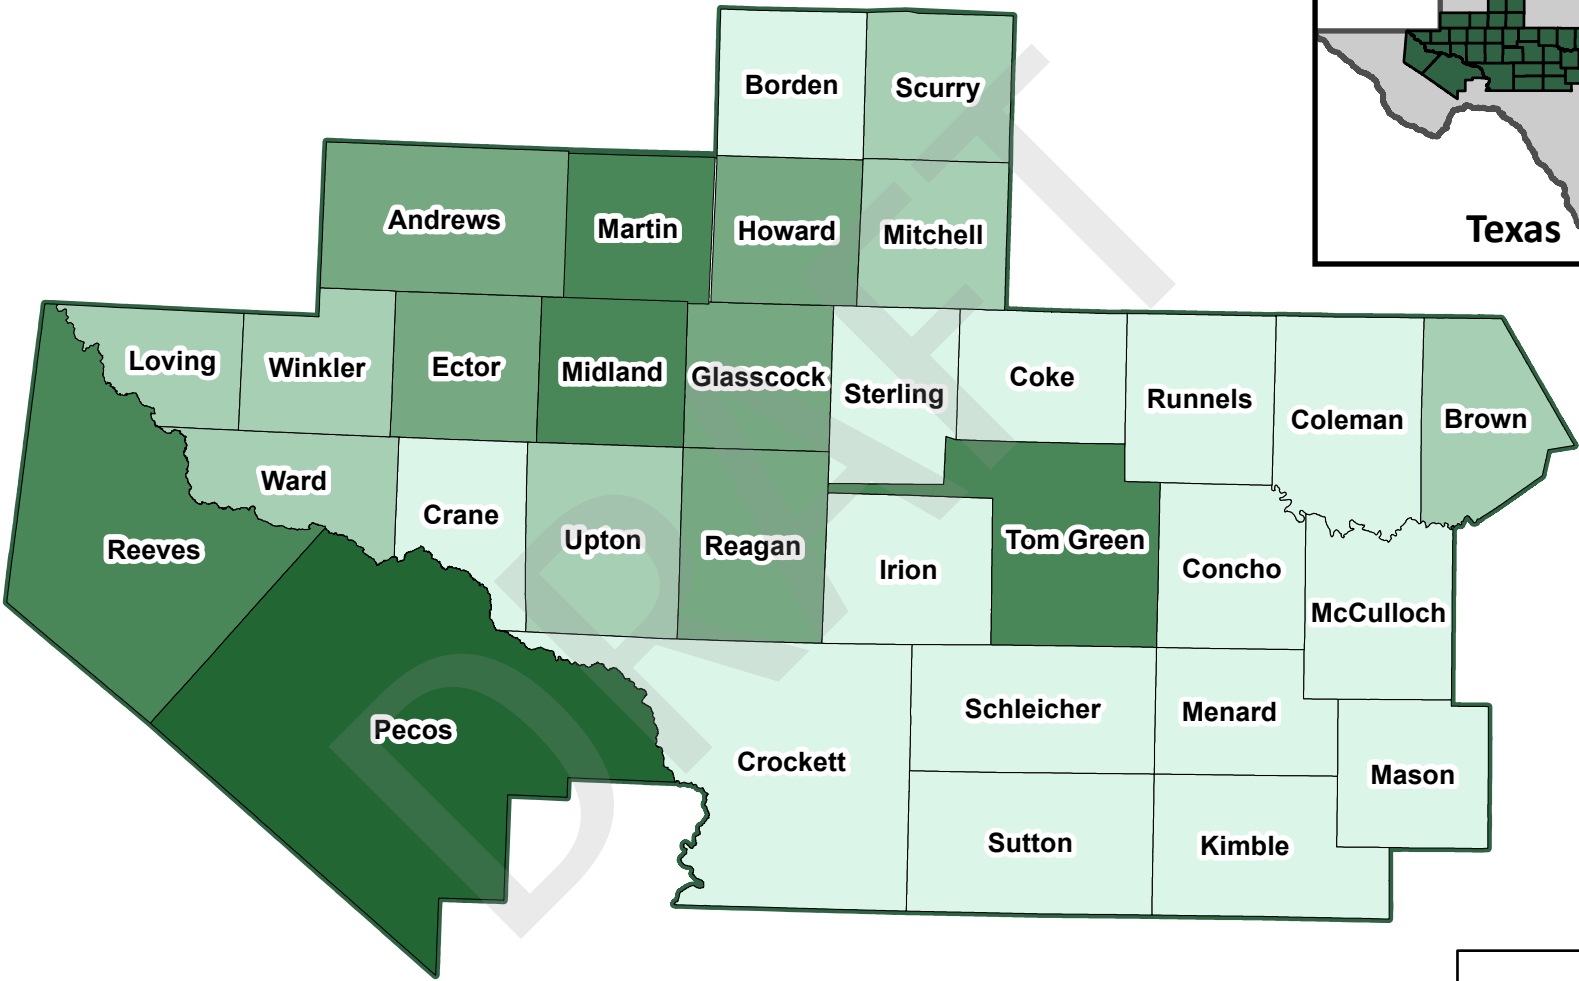 Borden
Scurry
Andrews
Martin
Howard
Mitchell
Texas
Loving
Winkler
Ector
Midland
Glasscock
Sterling
Coke
Runnels
Coleman
Brown
Ward
Crane
Upton
Reagan
Irion
Tom Green
Concho
McCulloch
Reeves
Pecos
Crockett
Schleicher
Menard
Mason
Sutton
Kimble
DRAFT